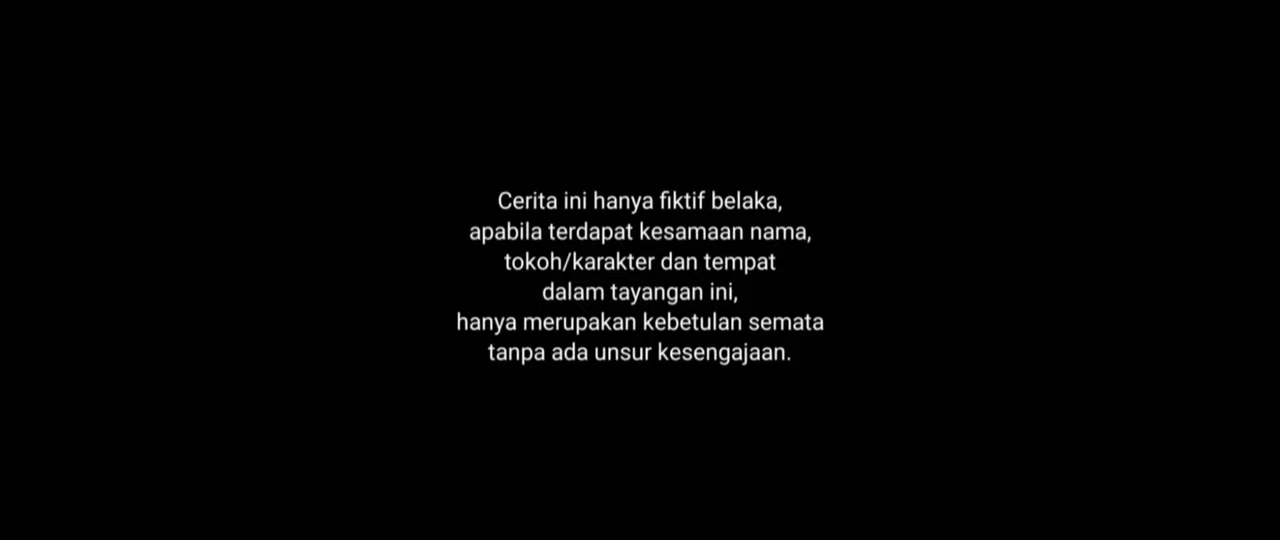 Cerita ini hanya fiktif belaka,
apabila terdapat kesamaan nama,
tokoh/karakter dan tempat
dalam tayangan ini,
hanya merupakan kebetulan semata
tanpa ada unsur kesengajaan.